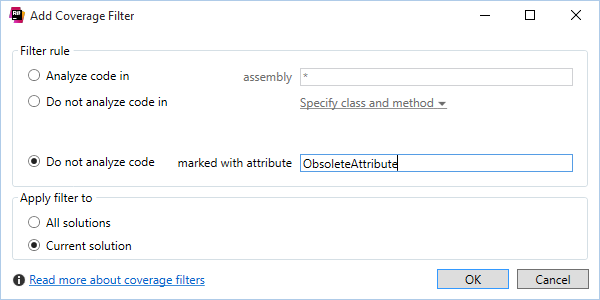 Add Coverage Filter
Filter rule
Analyze code in assembly *
Do not analyze code in Specify class and method
Do not analyze code marked with attribute ObsoleteAttribute
Apply filter to
All solutions
Current solution
Read more about coverage filters OK Cancel